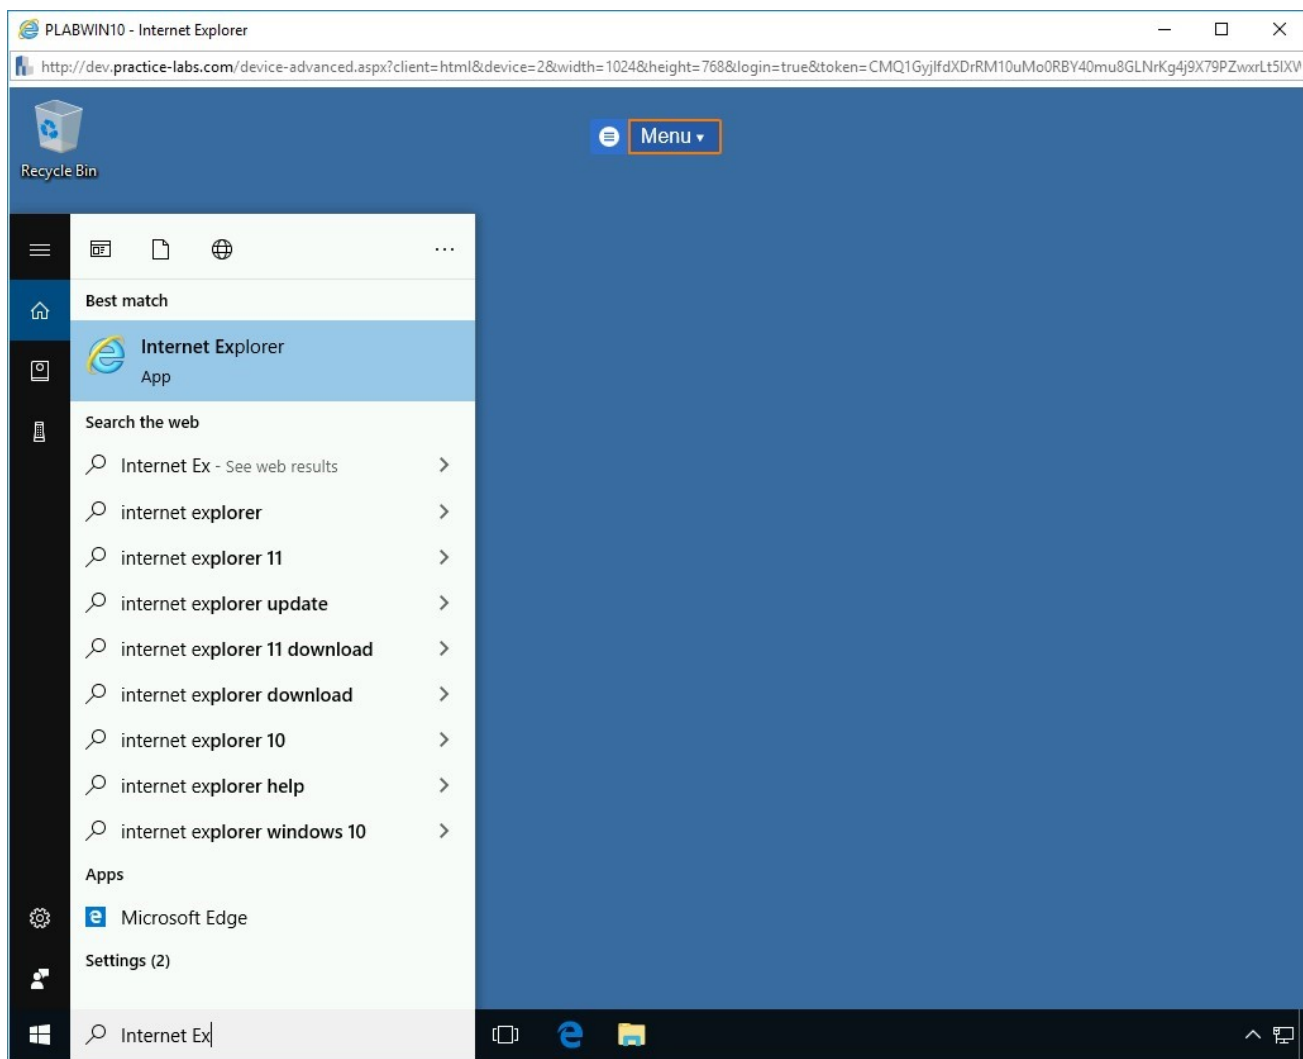 PLABWIN10 - Internet Explorer
http://dev.practice-labs.com/device-advanced.aspx?client=html&device=2&width=1024&height=768&login=true&token=CMQ1GyjlfdXDrRM10uMo0RBY40mu8GLNrKg4j9X79PZwxrLt5IXV
Menu
Recycle Bin
Best match
Internet Explorer
App
Search the web
Internet Ex - See web results
internet explorer
internet explorer 11
internet explorer update
internet explorer 11 download
internet explorer download
internet explorer 10
internet explorer help
internet explorer windows 10
Apps
Microsoft Edge
Settings (2)
Internet Ex